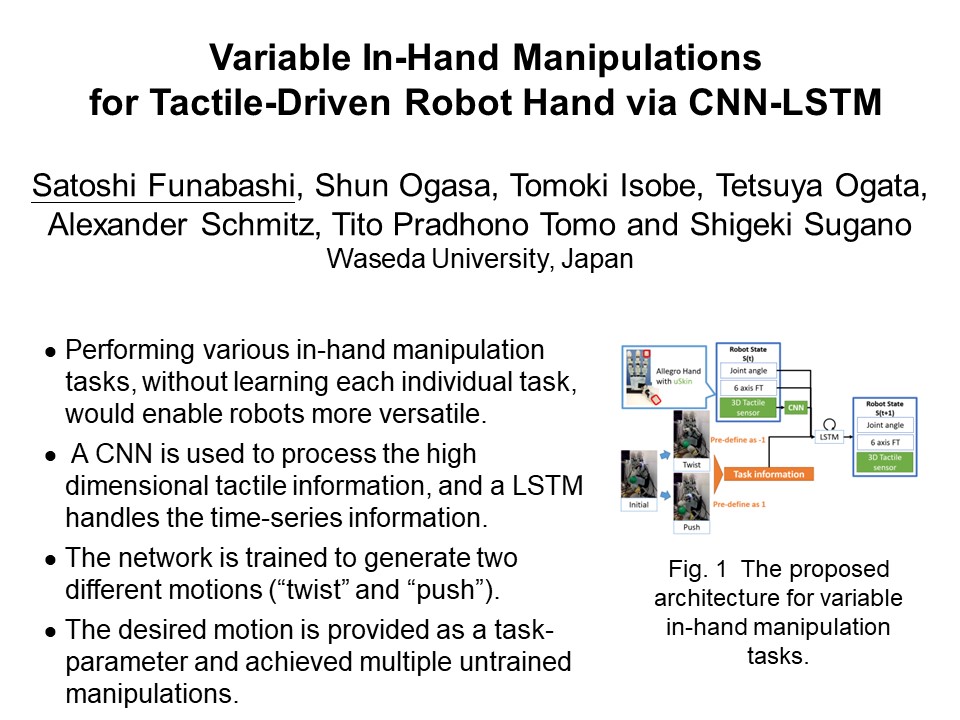 Variable In-Hand Manipulations
for Tactile-Driven Robot Hand via CNN-LSTM
Satoshi Funabashi, Shun Ogasa, Tomoki Isobe, Tetsuya Ogata,
Alexander Schmitz, Tito Pradhono Tomo and Shigeki Sugano
Waseda University, Japan
● Performing various in-hand manipulation
tasks, without learning each individual task,
would enable robots more versatile.
● A CNN is used to process the high
dimensional tactile information, and a LSTM
handles the time-series information.
● The network is trained to generate two
different motions (“twist” and “push”).
● The desired motion is provided as a task-
parameter and achieved multiple untrained
manipulations.
Allegro Hand
with uSkin
Robot State
S(t)
Joint angle
6 axis FT
3D Tactile
sensor
CNN
LSTM
Robot State
S(t+1)
Joint angle
6 axis FT
3D Tactile
sensor
Initial
Twist
Push
Pre-define as -1
Task information
Pre-define as 1
Fig. 1 The proposed
architecture for variable
in-hand manipulation
tasks.